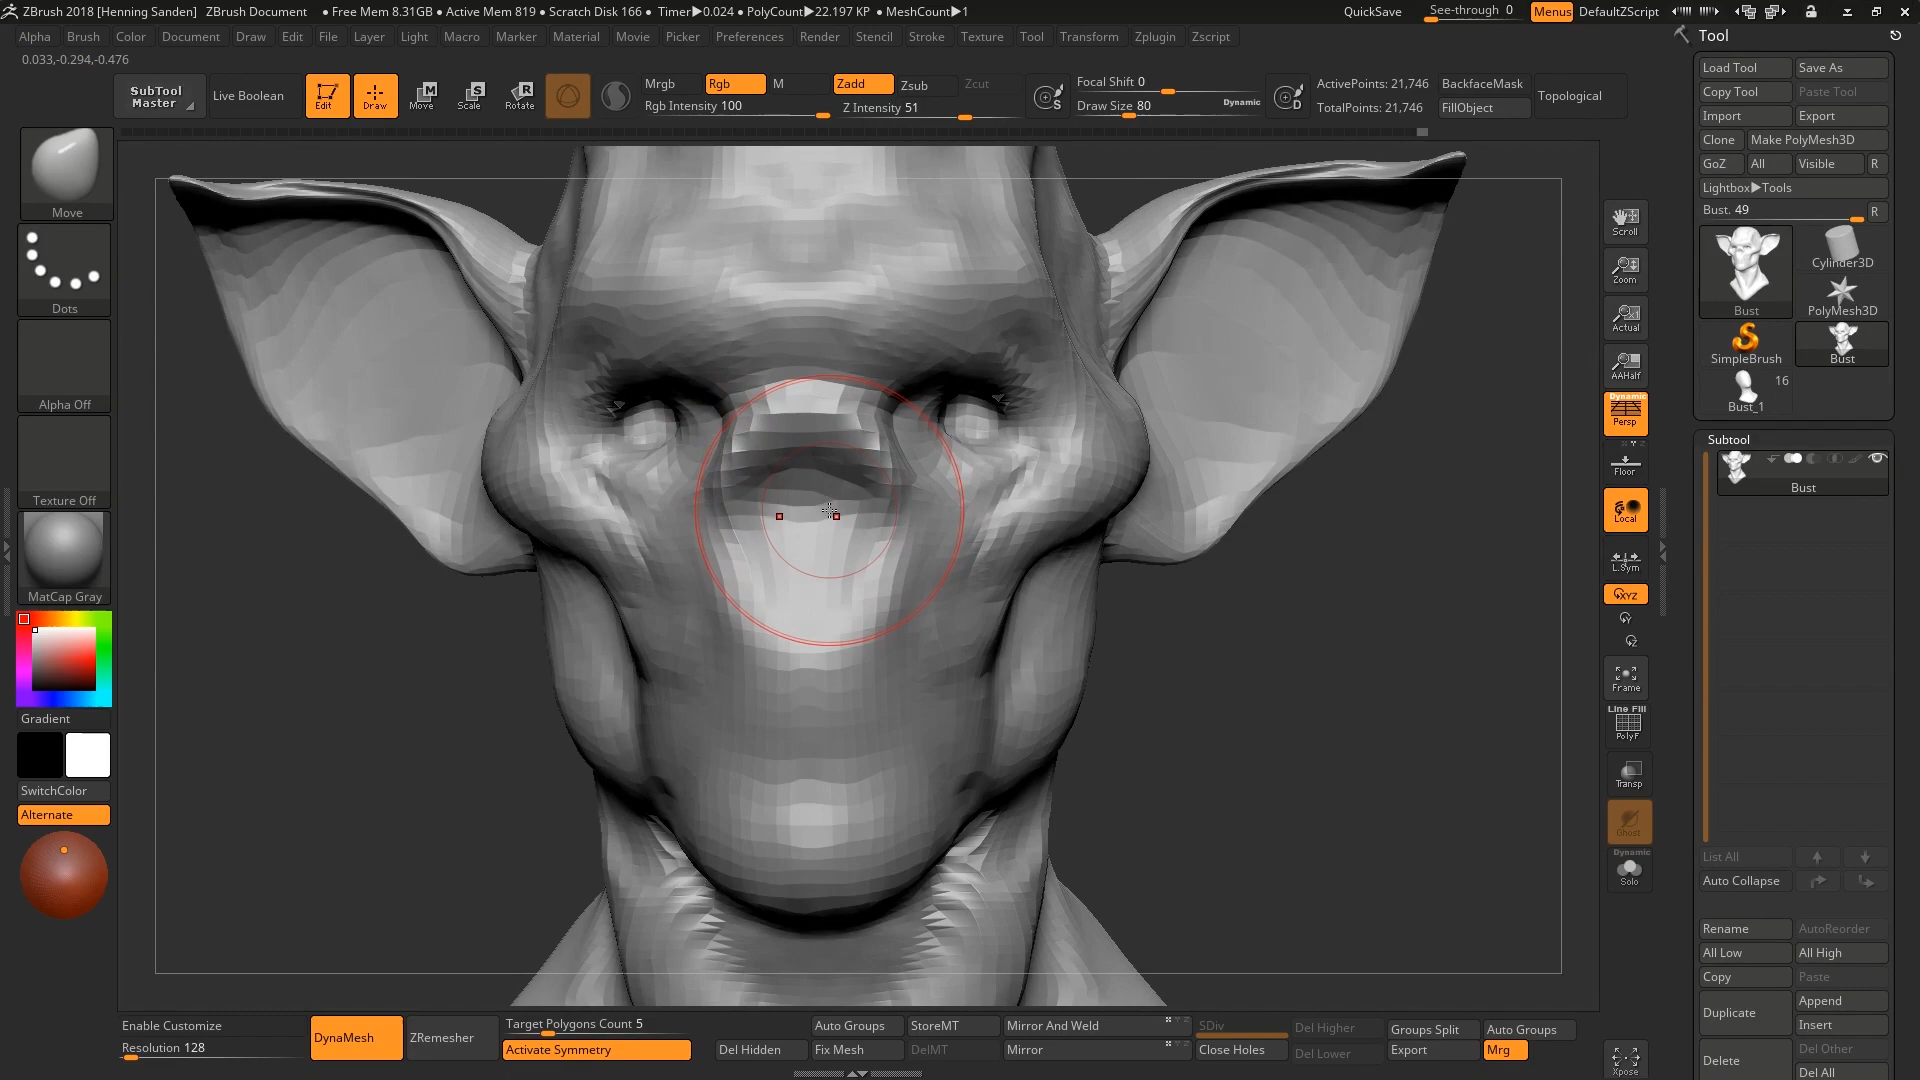 ZBrush 2018 [Henning Sanden] ZBrush Document • Free Mem 8.31GB • Active Mem 819 • Scratch Disk 166 • Timer▶0.024 • PolyCount▶22.197 KP • MeshCount▶1 QuickSave See-through 0 Menus DefaultZScript
Alpha Brush Color Document Draw Edit File Layer Light Macro Marker Material Movie Picker Preferences Render Stencil Stroke Texture Tool Transform Zplugin Zscript
0.033,-0.294,-0.476
SubTool Master
Live Boolean
Edit
Draw
Move
Scale
Rotate
Mrgb Rgb M Zadd Zsub Zcut
Rgb Intensity 100 Z Intensity 51
S
Focal Shift 0
Draw Size 80 Dynamic
D
ActivePoints: 21,746
TotalPoints: 21,746
BackfaceMask
FillObject
Topological
Move
Dots
Alpha Off
Texture Off
MatCap Gray
Gradient
SwitchColor
Alternate
Scroll
Zoom
Actual
AAHalf
Dynamic
Persp
Floor
Local
L.Sym
XYZ
Frame
Line Fill
PolyF
Transp
Ghost
Dynamic
Solo
Xpose
Tool
Load Tool Save As
Copy Tool Paste Tool
Import Export
Clone Make PolyMesh3D
GoZ All Visible R
Lightbox▶Tools
Bust. 49 R
Bust
Cylinder3D
PolyMesh3D
SimpleBrush
Bust
16
Bust_1
Subtool
Bust
List All
Auto Collapse
Rename AutoReorder
All Low All High
Copy Paste
Duplicate
Append
Insert
Delete
Del Other
Del All
Enable Customize
Resolution 128
DynaMesh
ZRemesher
Target Polygons Count 5
Activate Symmetry
Del Hidden
Auto Groups
Fix Mesh
StoreMT
DelMT
Mirror And Weld
Mirror
SDiv
Close Holes
Del Higher
Del Lower
Groups Split
Export
Auto Groups
Mrg